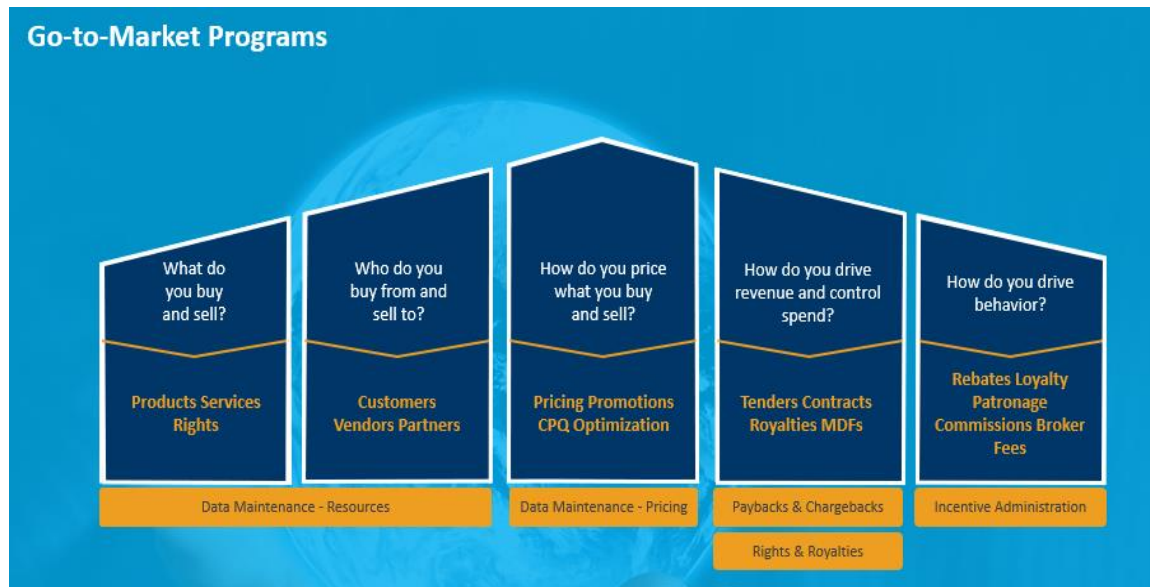 Go-to-Market Programs
What do
you buy
and sell?
Products Services
Rights
Who do you
buy from and
sell to?
Customers
Vendors Partners
How do you price
what you buy
and sell?
Pricing Promotions
CPQ Optimization
How do you drive
revenue and control
spend?
Tenders Contracts
Royalties MDFs
How do you drive
behavior?
Rebates Loyalty
Patronage
Commissions Broker
Fees
Data Maintenance - Resources
Data Maintenance - Pricing
Paybacks & Chargebacks
Incentive Administration
Rights & Royalties